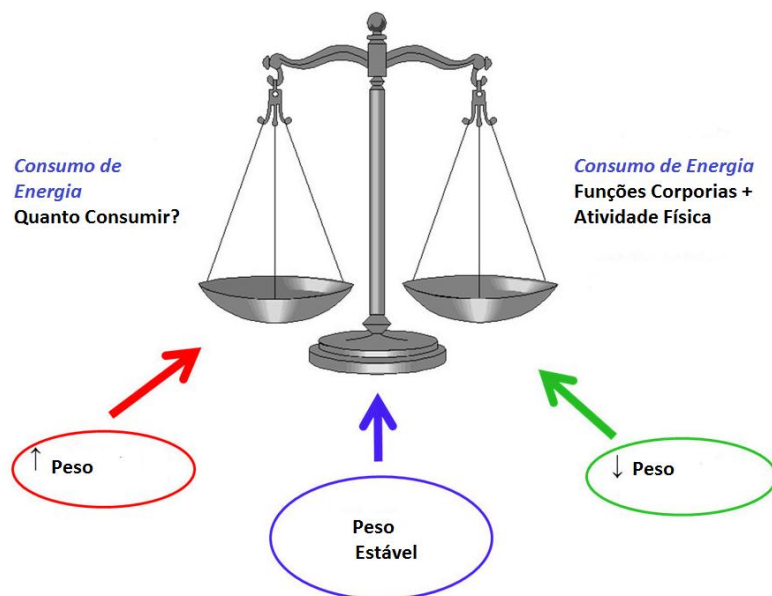 Consumo de
Energia
Quanto Consumir?
Consumo de Energia
Funções Corporias +
Atividade Física
↑ Peso
Peso
Estável
↓ Peso